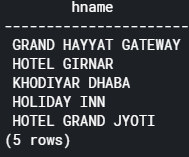 hname
---------------------
GRAND HAYYAT GATEWAY
HOTEL GIRNAR
KHODIYAR DHABA
HOLIDAY INN
HOTEL GRAND JYOTI
(5 rows)